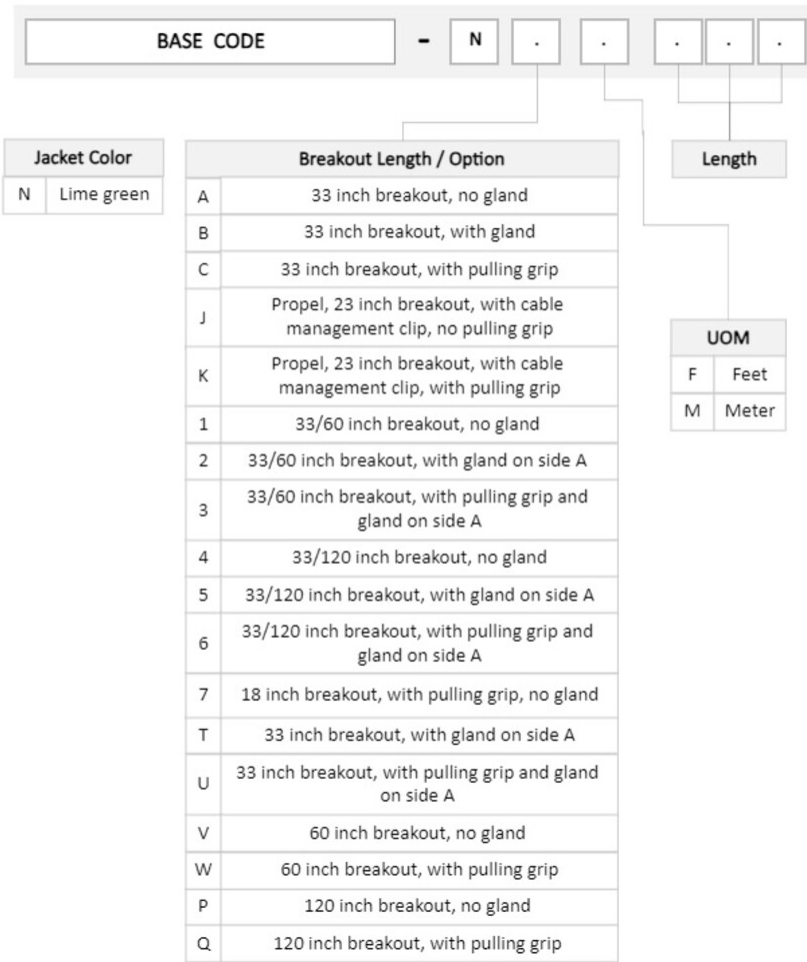 BASE CODE - N . . . . .
Jacket Color
N Lime green
Breakout Length / Option
A 33 inch breakout, no gland
B 33 inch breakout, with gland
C 33 inch breakout, with pulling grip
J Propel, 23 inch breakout, with cable
management clip, no pulling grip
K Propel, 23 inch breakout, with cable
management clip, with pulling grip
1 33/60 inch breakout, no gland
2 33/60 inch breakout, with gland on side A
3 33/60 inch breakout, with pulling grip and
gland on side A
4 33/120 inch breakout, no gland
5 33/120 inch breakout, with gland on side A
6 33/120 inch breakout, with pulling grip and
gland on side A
7 18 inch breakout, with pulling grip, no gland
T 33 inch breakout, with gland on side A
U 33 inch breakout, with pulling grip and gland
on side A
V 60 inch breakout, no gland
W 60 inch breakout, with pulling grip
P 120 inch breakout, no gland
Q 120 inch breakout, with pulling grip
Length
UOM
F Feet
M Meter